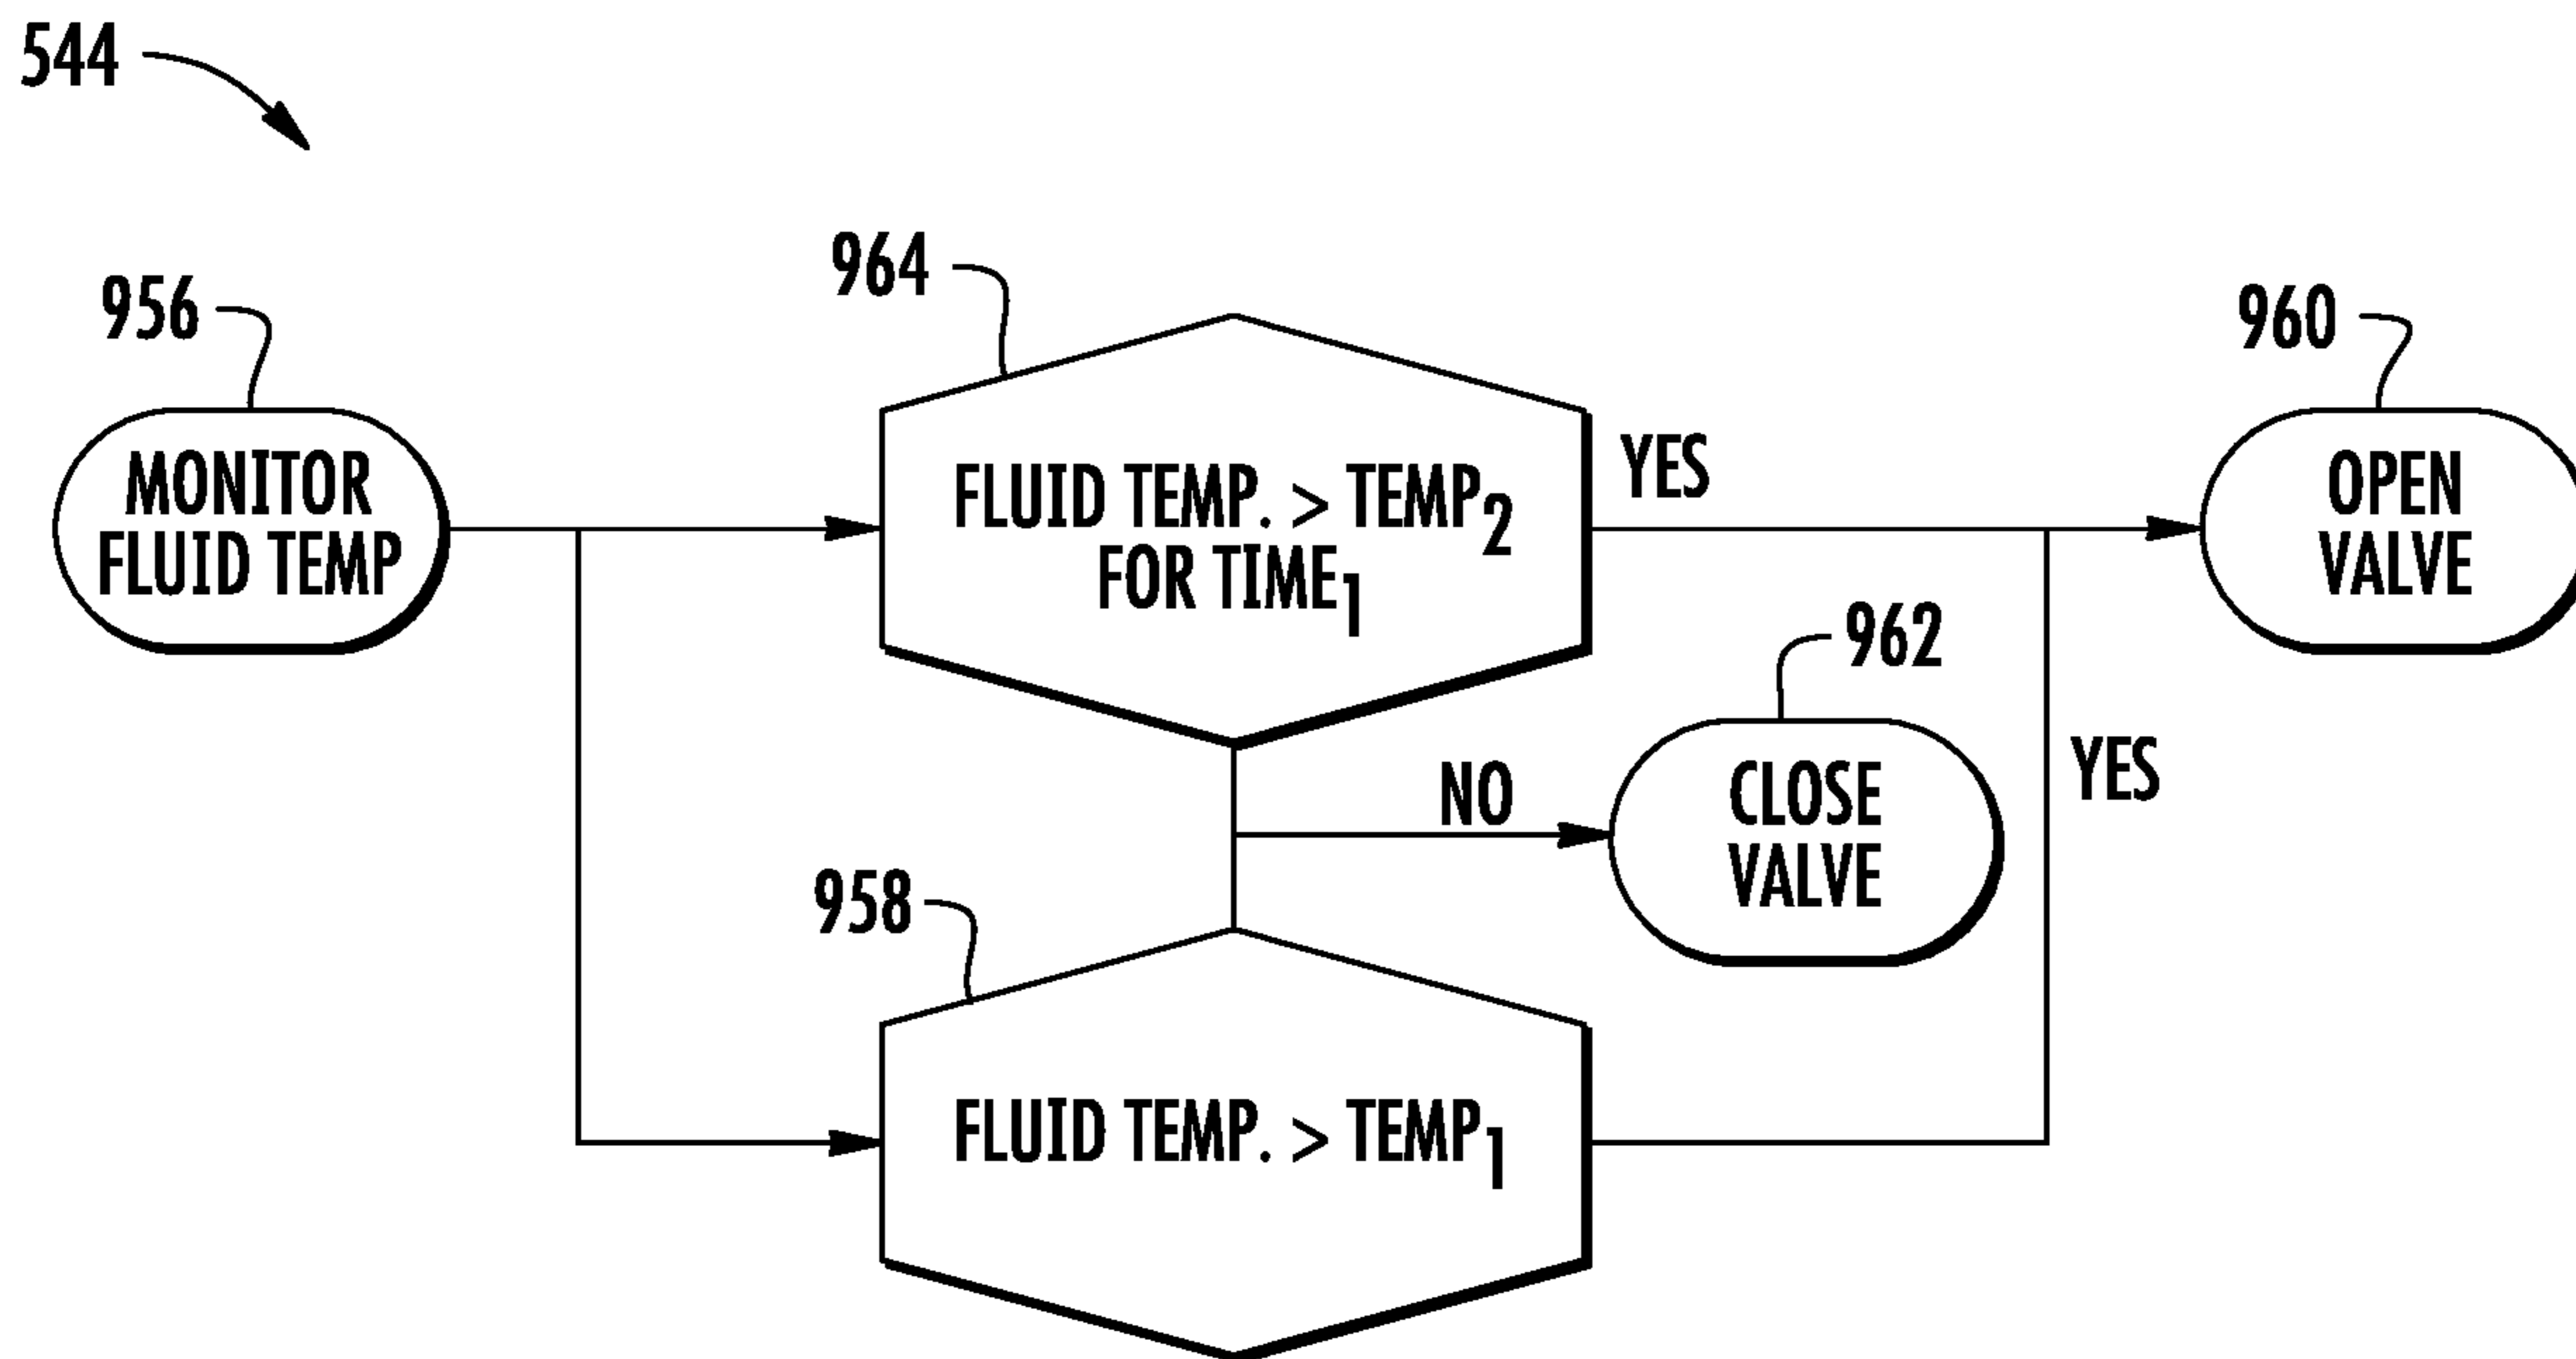 544
964
956
960
MONITOR
FLUID TEMP
FLUID TEMP. > TEMP₂
FOR TIME₁
YES
OPEN
VALVE
962
NO
CLOSE
VALVE
YES
958
FLUID TEMP. > TEMP₁